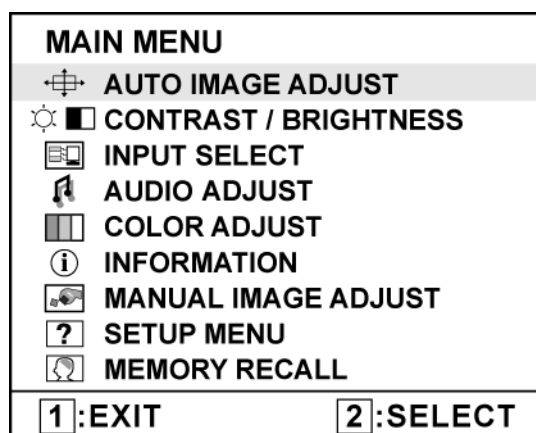 MAIN MENU
AUTO IMAGE ADJUST
CONTRAST / BRIGHTNESS
INPUT SELECT
AUDIO ADJUST
COLOR ADJUST
i INFORMATION
MANUAL IMAGE ADJUST
? SETUP MENU
MEMORY RECALL
1:EXIT 2:SELECT